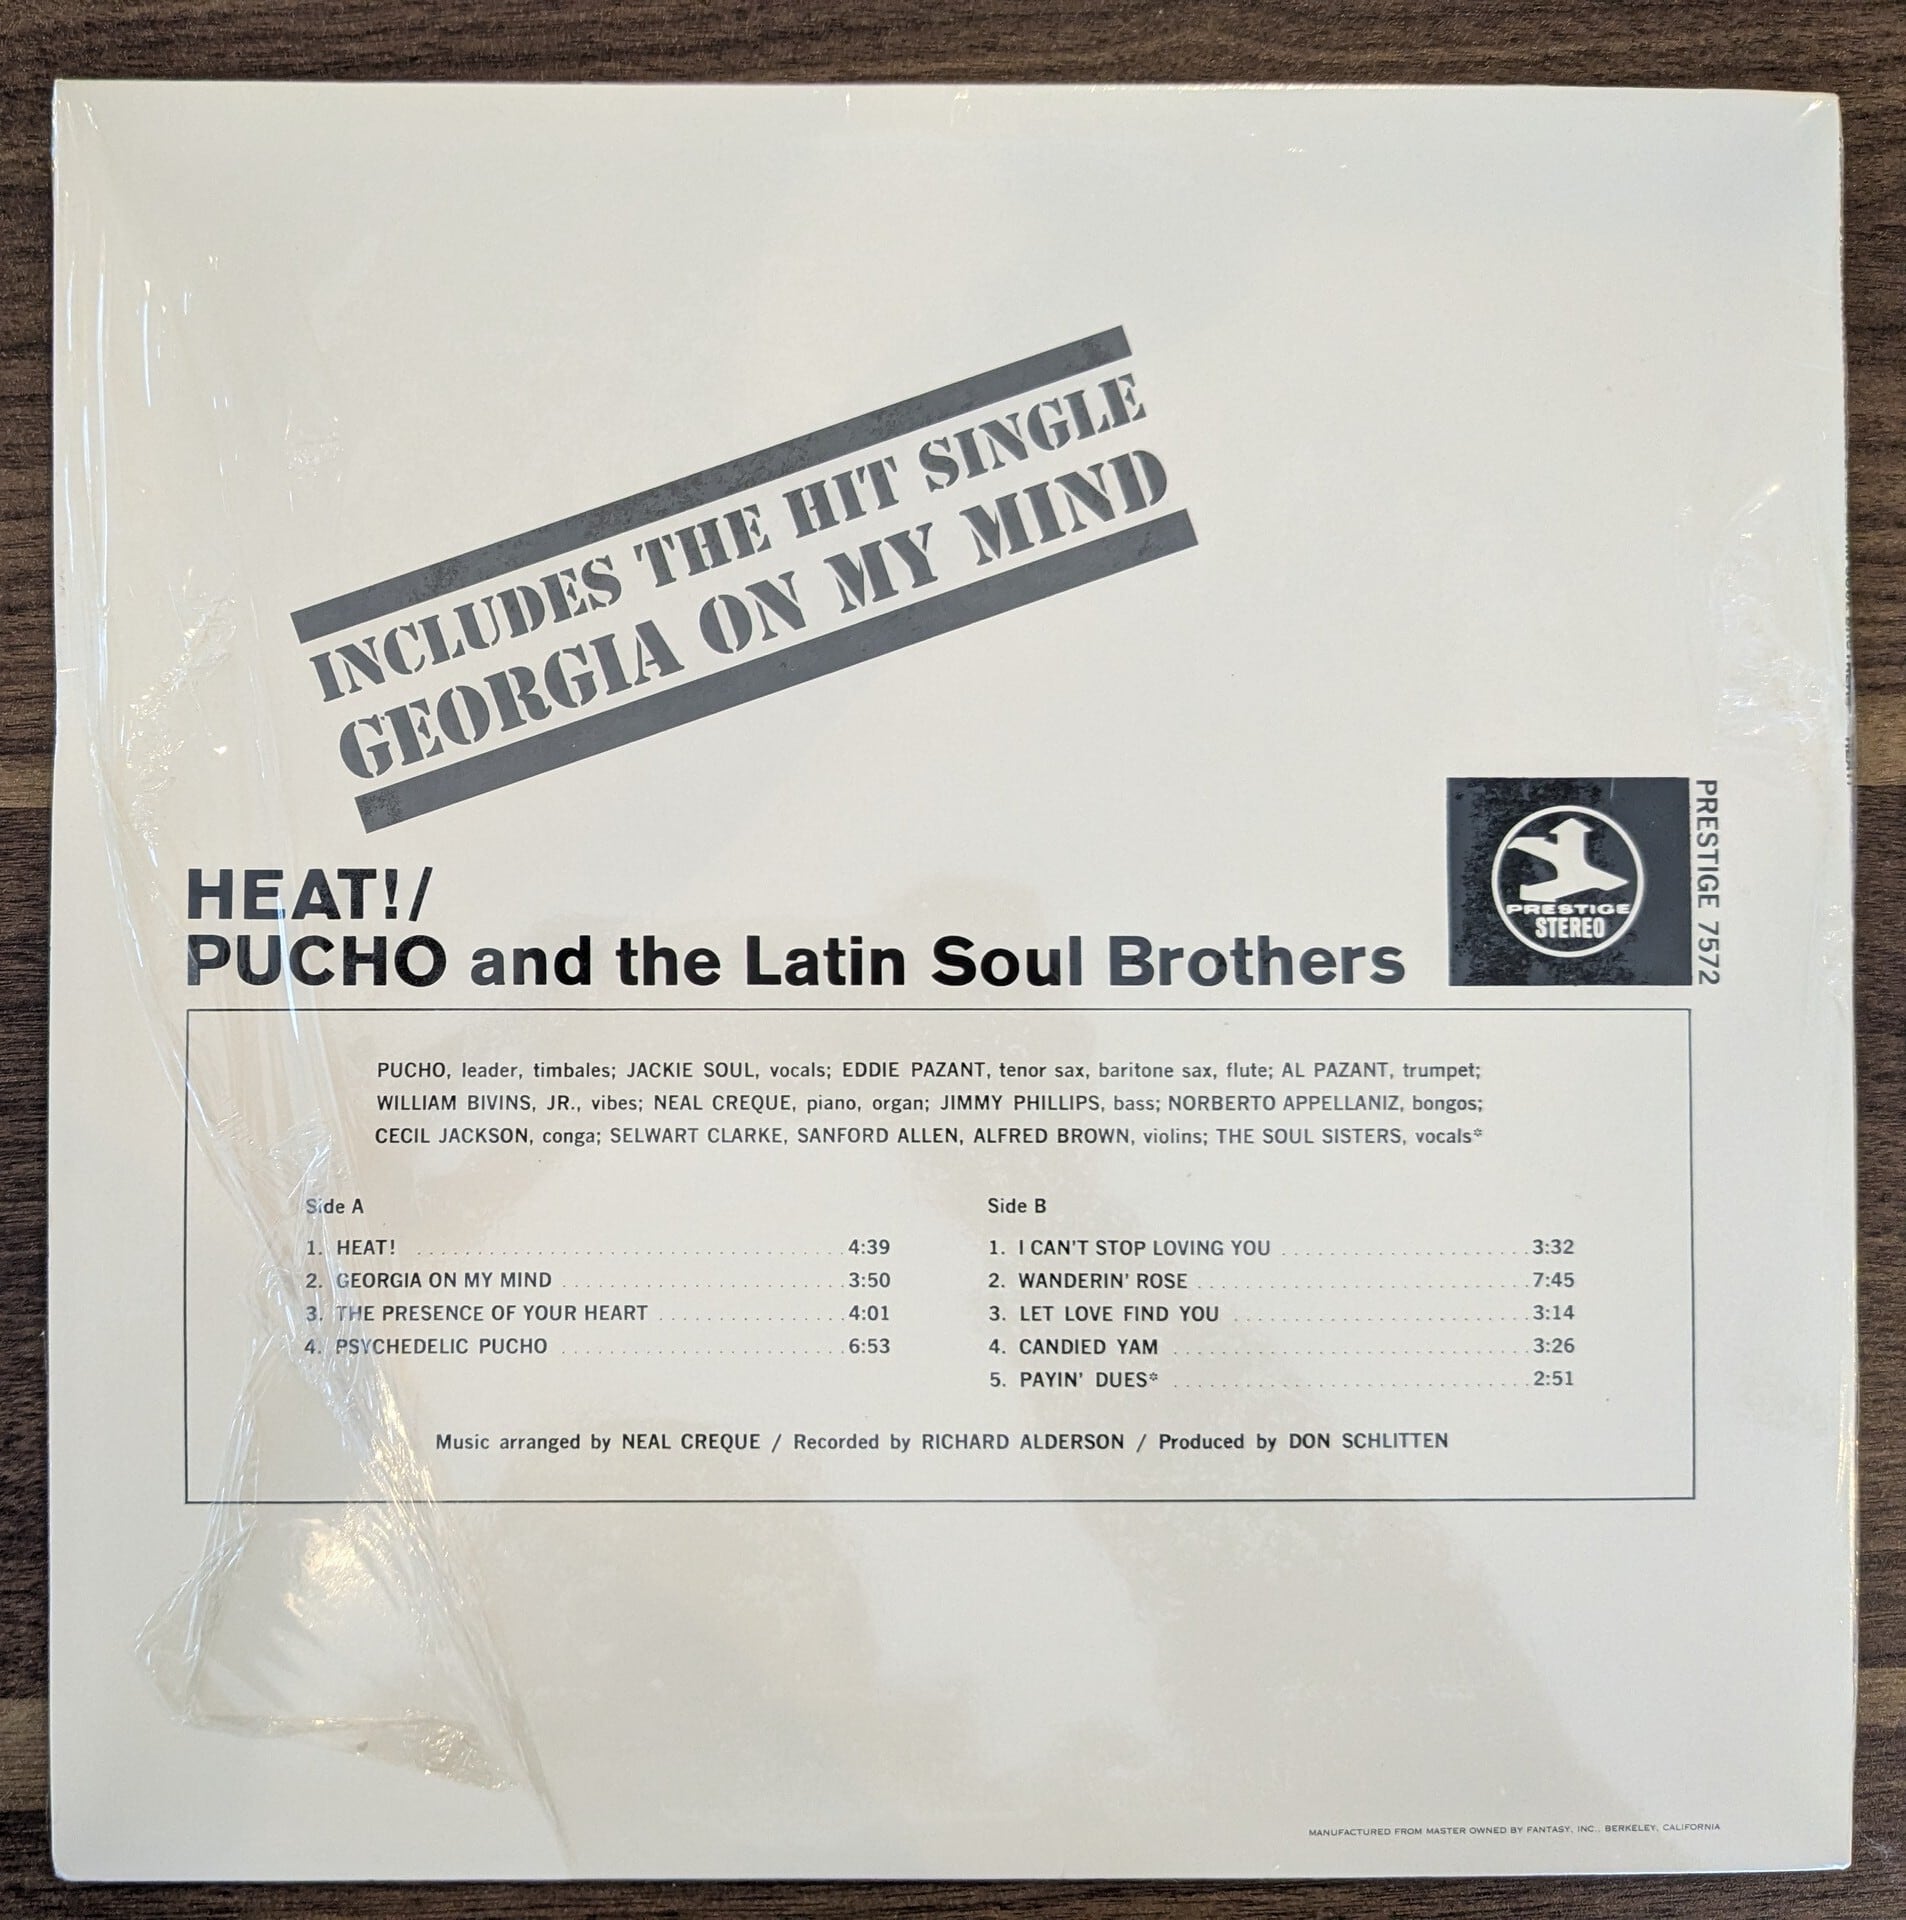 INCLUDES THE HIT SINGLE
GEORGIA ON MY MIND
HEAT!/
PUCHO and the Latin Soul Brothers
PRESTIGE
STEREO
PRESTIGE 7572
PUCHO, leader, timbales; JACKIE SOUL, vocals; EDDIE PAZANT, tenor sax, baritone sax, flute; AL PAZANT, trumpet;
WILLIAM BIVINS, JR., vibes; NEAL CREQUE, piano, organ; JIMMY PHILLIPS, bass; NORBERTO APPELLANIZ, bongos;
CECIL JACKSON, conga; SELWART CLARKE, SANFORD ALLEN, ALFRED BROWN, violins; THE SOUL SISTERS, vocals*
Side A
1. HEAT! 4:39
2. GEORGIA ON MY MIND 3:50
3. THE PRESENCE OF YOUR HEART 4:01
4. PSYCHEDELIC PUCHO 6:53
Side B
1. I CAN'T STOP LOVING YOU 3:32
2. WANDERIN' ROSE 7:45
3. LET LOVE FIND YOU 3:14
4. CANDIED YAM 3:26
5. PAYIN' DUES* 2:51
Music arranged by NEAL CREQUE / Recorded by RICHARD ALDERSON / Produced by DON SCHLITTEN
MANUFACTURED FROM MASTER OWNED BY FANTASY, INC., BERKELEY, CALIFORNIA